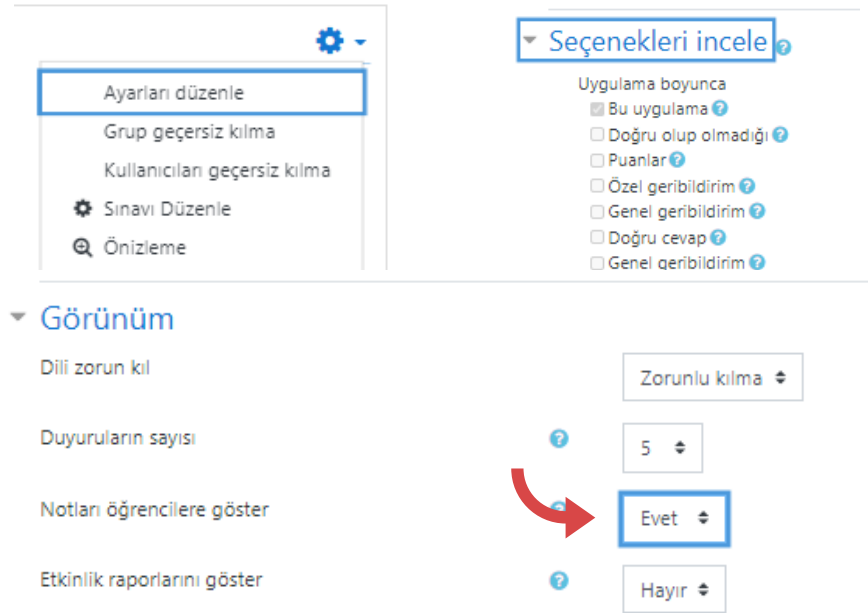 Ayarları düzenle
Grup geçersiz kılma
Kullanıcıları geçersiz kılma
Sınavı Düzenle
Önizleme
Seçenekleri incele
Uygulama boyunca
Bu uygulama
Doğru olup olmadığı
Puanlar
Özel geribildirim
Genel geribildirim
Doğru cevap
Genel geribildirim
Görünüm
Dili zorun kıl
Zorunlu kılma
Duyuruların sayısı
5
Notları öğrencilere göster
Evet
Etkinlik raporlarını göster
Hayır